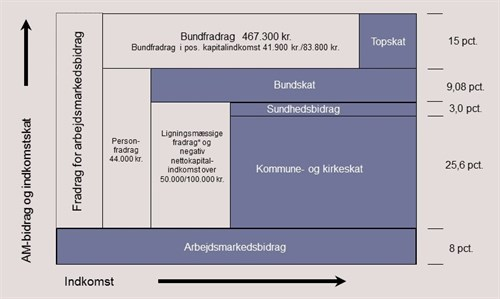 Bundfradrag 467.300 kr.
Bundfradrag i pos. kapitalindkomst 41.900 kr./83.800 kr.
Topskat
15 pct.
Bundskat
9,08 pct.
Sundhedsbidrag
3,0 pct.
Fradrag for arbejdsmarkedsbidrag
Person-
fradrag
44.000 kr.
Ligningsmæssige
fradrag* og
negativ
nettokapital-
indkomst over
50.000/100.000 kr.
Kommune- og kirkeskat
25,6 pct.
Arbejdsmarkedsbidrag
8 pct.
AM-bidrag og indkomstskat
Indkomst